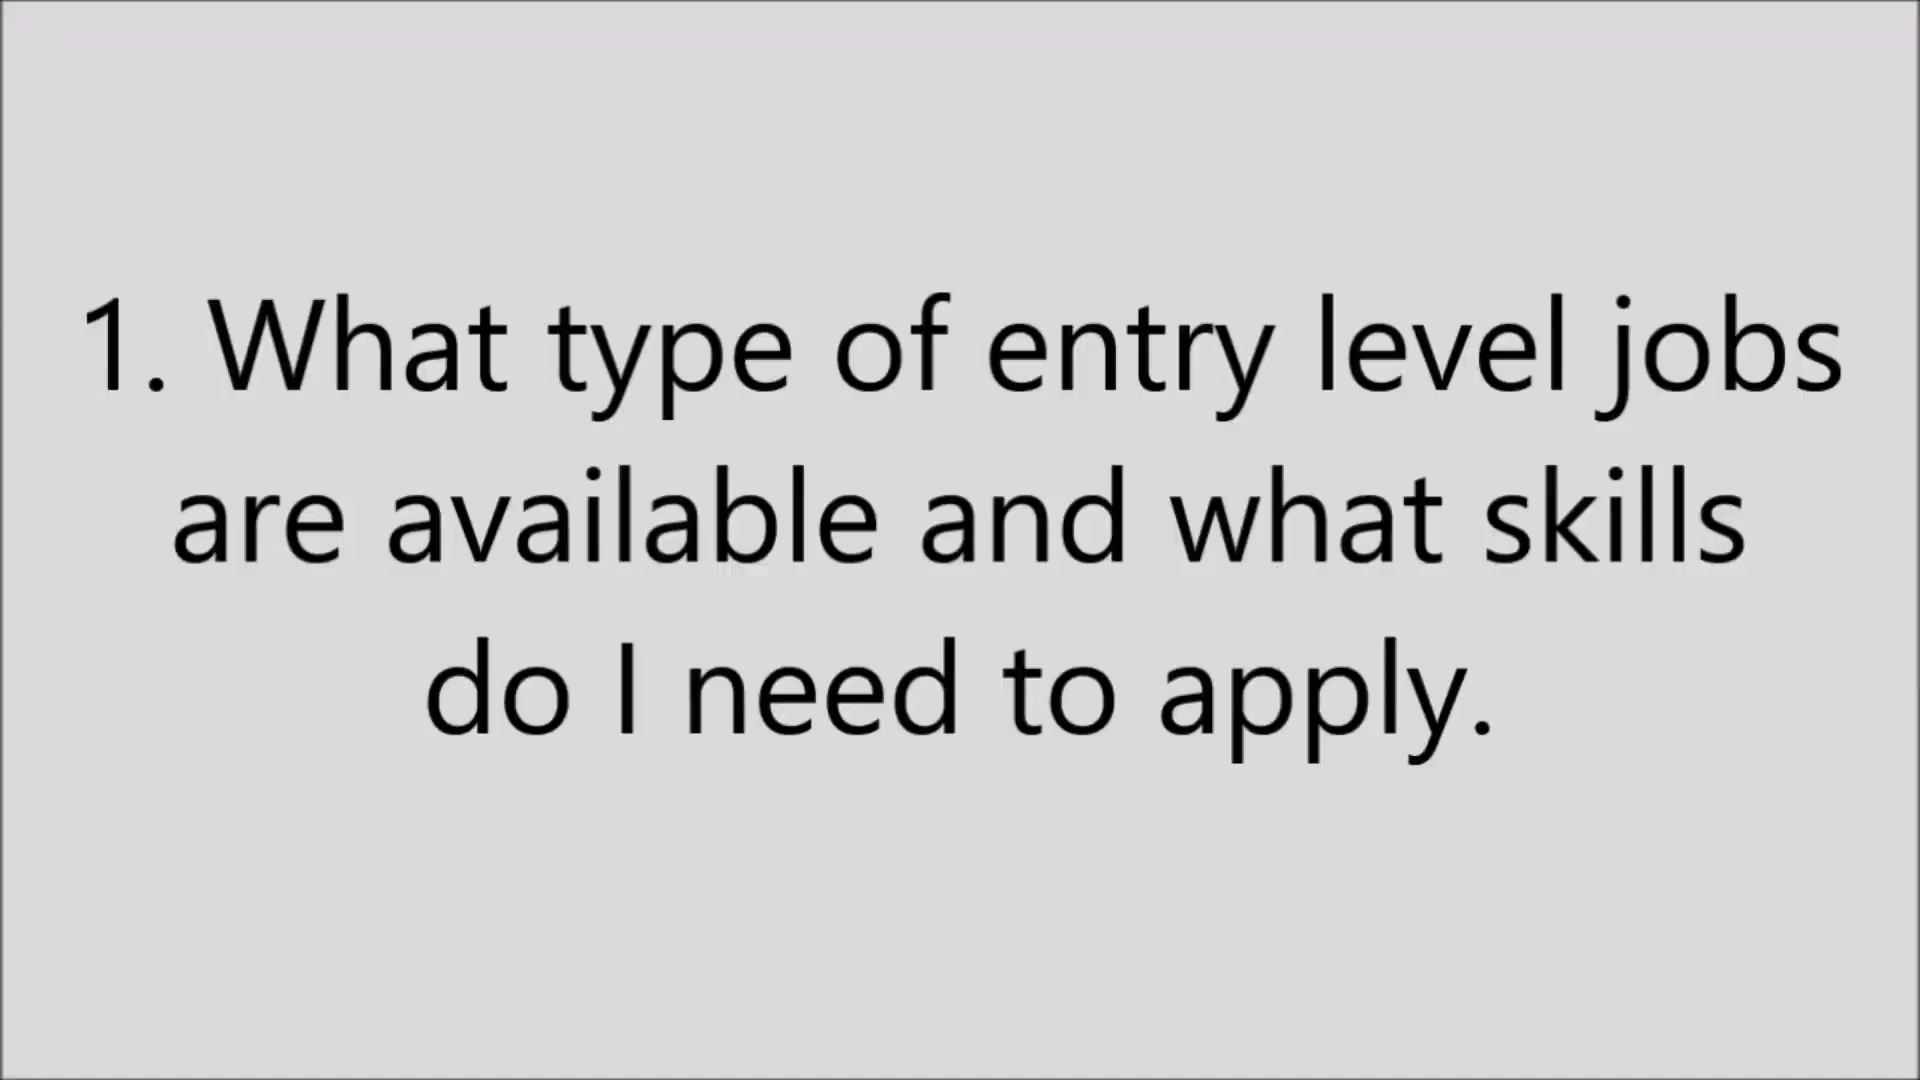 1. What type of entry level jobs
are available and what skills
do I need to apply.